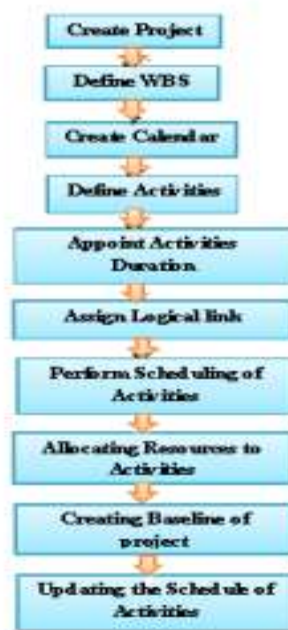 Create Project
Define WBS
Create Calendar
Define Activities
Appoint Activities
Duration
Assign Logical link
Perform Scheduling of
Activities
Allocating Resources to
Activities
Creating Baseline of
project
Updating the Schedule of
Activities